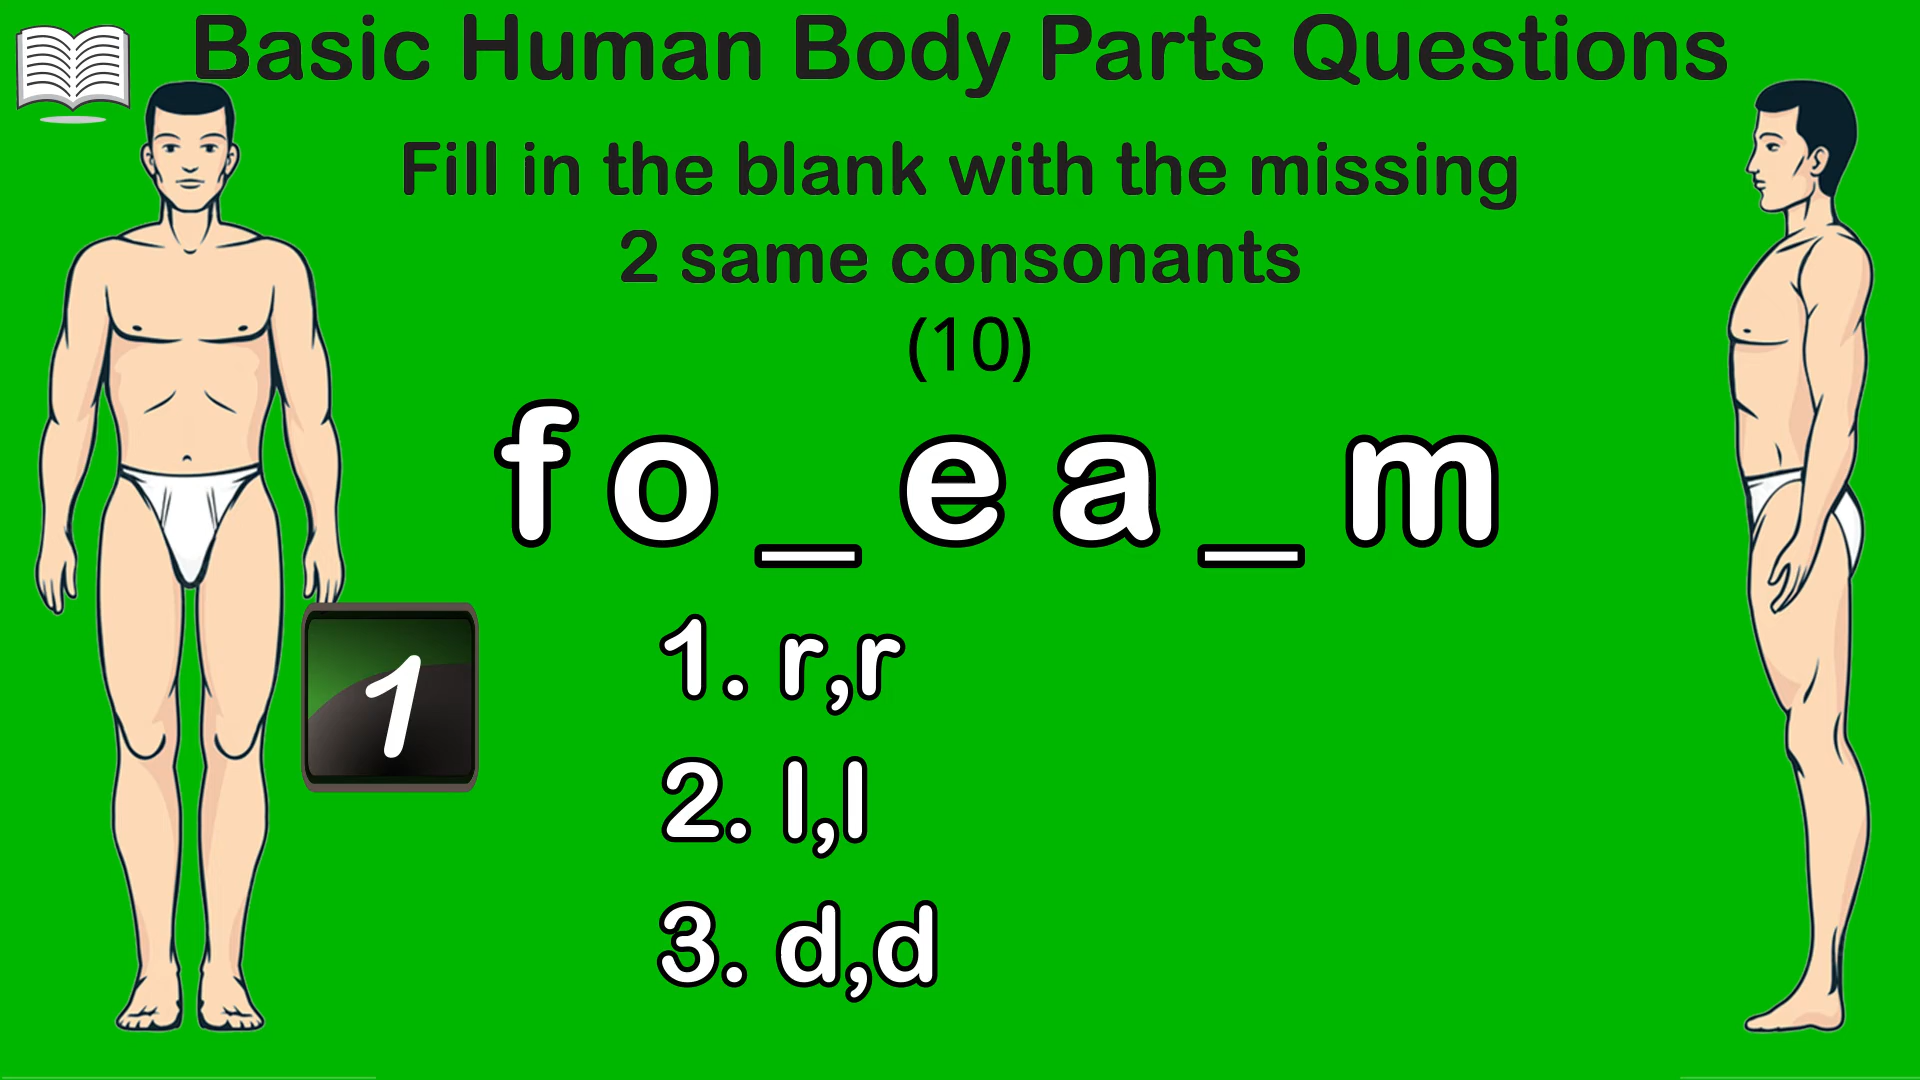 Basic Human Body Parts Questions
Fill in the blank with the missing
2 same consonants
(10)
f o _ e a _ m
1
1. r,r
2. l,l
3. d,d